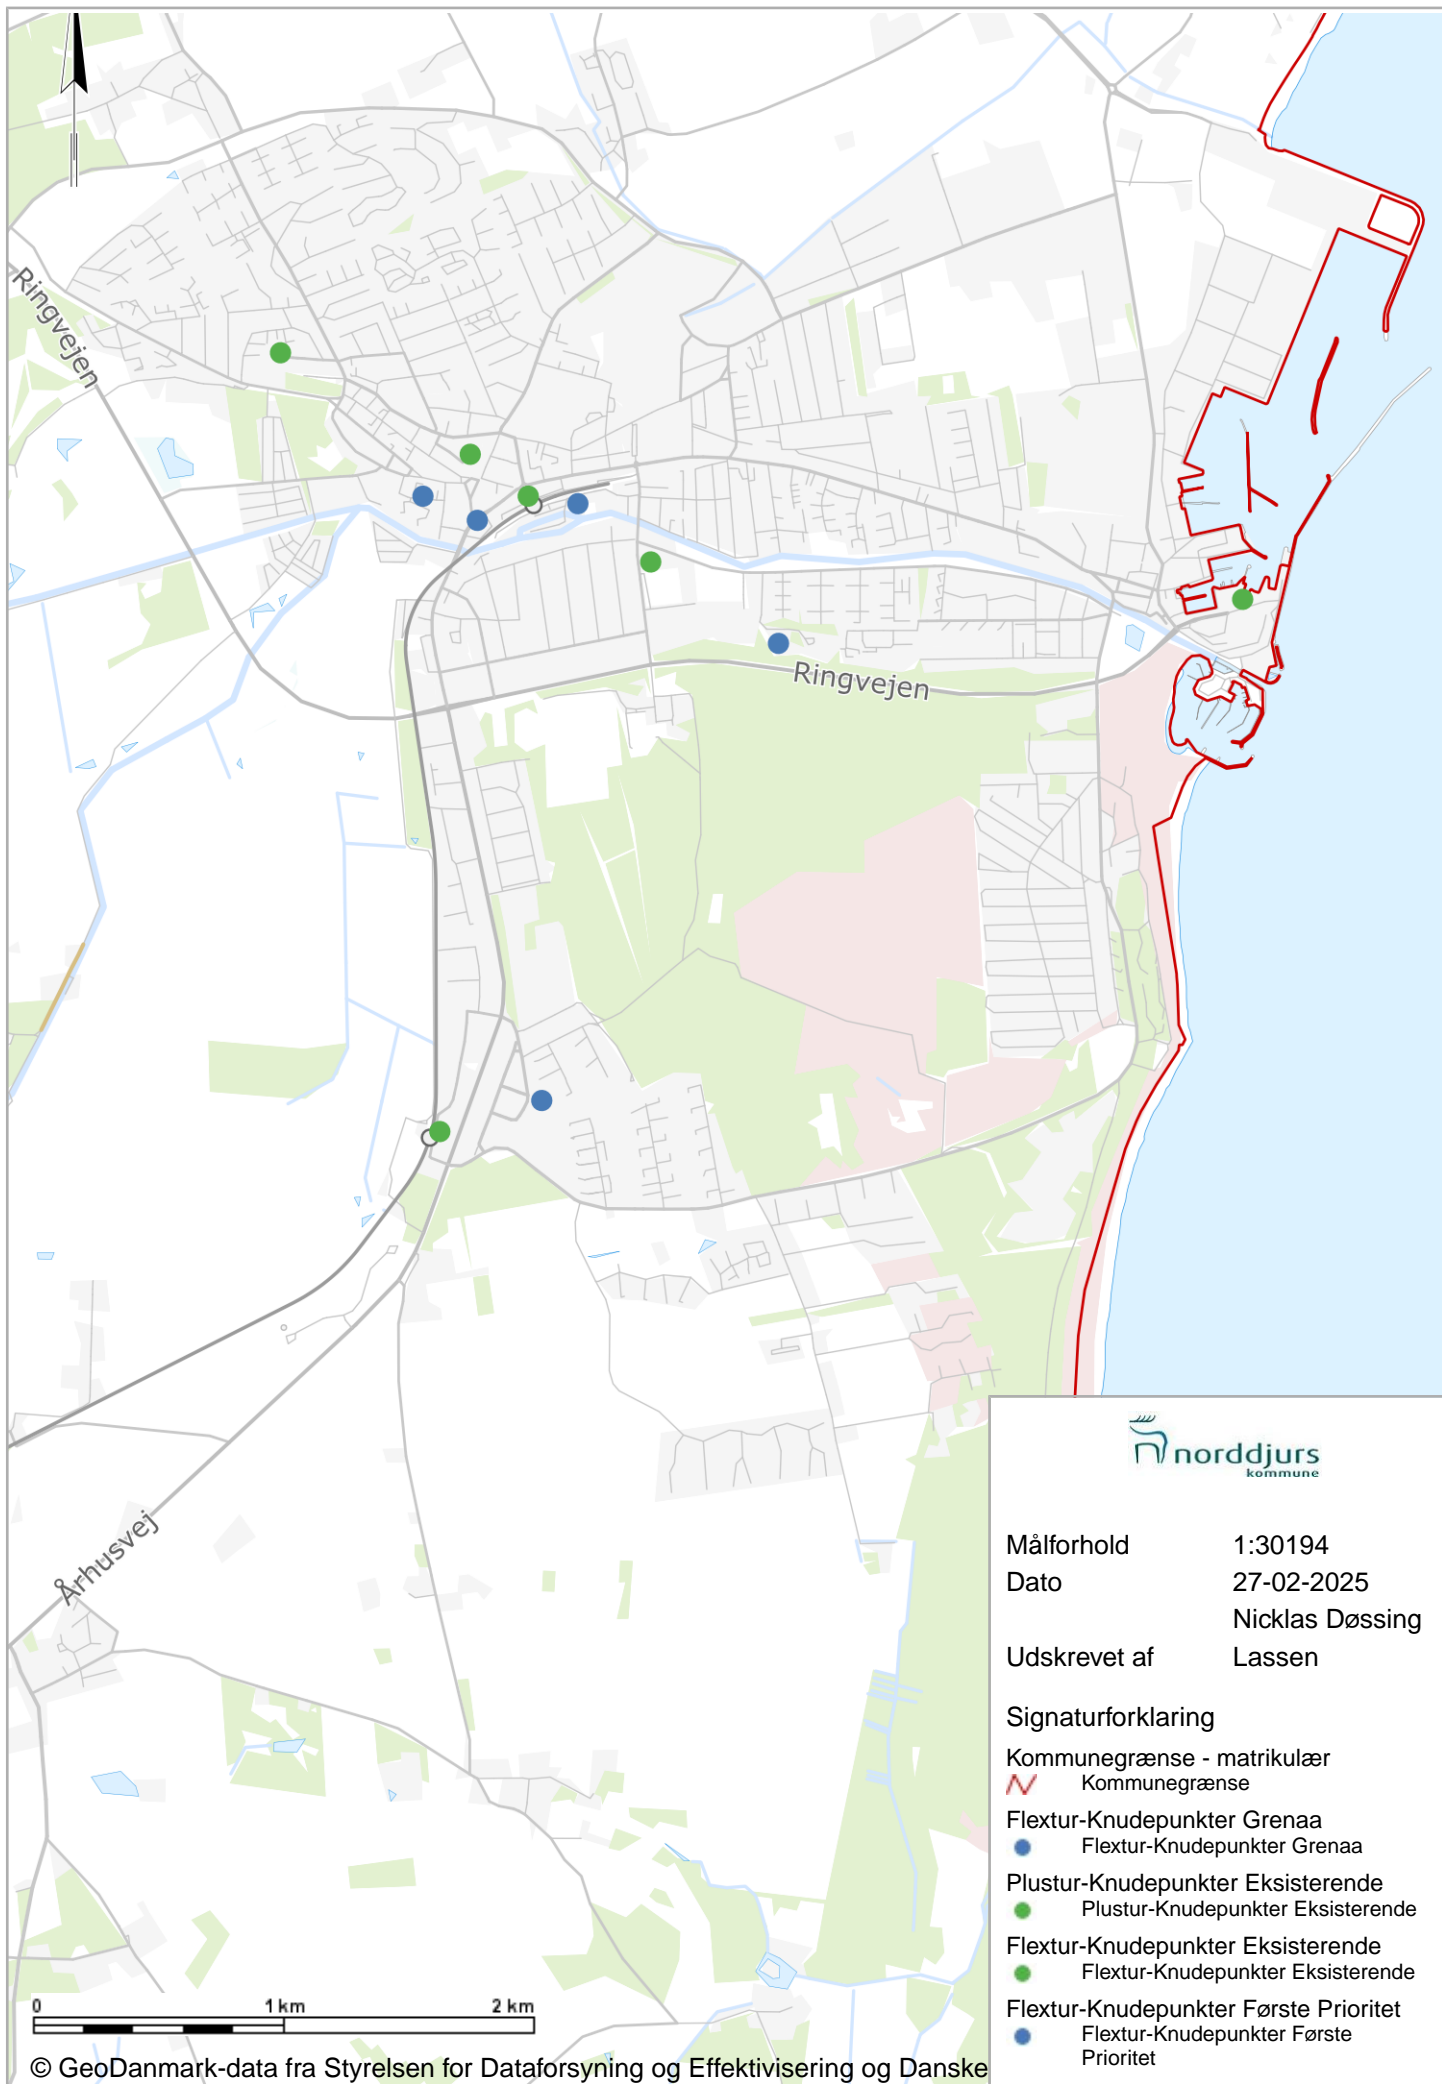 Ringvejen
Ringvejen
Århusvej
norddjurs
kommune
Målforhold 1:30194
Dato 27-02-2025
Nicklas Døssing
Udskrevet af Lassen
Signaturforklaring
Kommunegrænse - matrikulær
Kommunegrænse
Flextur-Knudepunkter Grenaa
Flextur-Knudepunkter Grenaa
Plustur-Knudepunkter Eksisterende
Plustur-Knudepunkter Eksisterende
Flextur-Knudepunkter Eksisterende
Flextur-Knudepunkter Eksisterende
Flextur-Knudepunkter Første Prioritet
Flextur-Knudepunkter Første
Prioritet
0 1 km 2 km
© GeoDanmark-data fra Styrelsen for Dataforsyning og Effektivisering og Danske